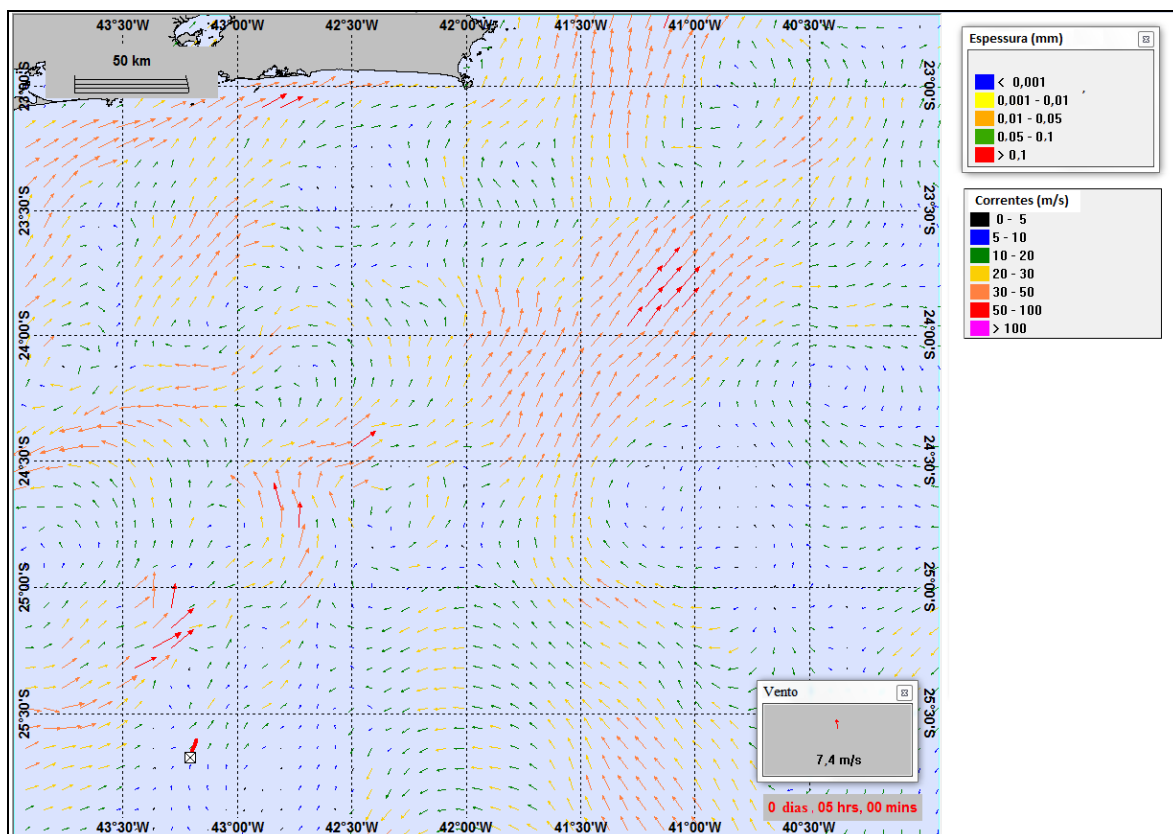 43°30' 43°00' 42°30' 42°00' 41°30' 41°00' 40°30'
50 km
23°00'S 23°00'S
23°30'S 23°30'S
24°00'S 24°00'S
24°30'S 24°30'S
25°00'S 25°00'S
25°30'S 25°30'S
43°30' 43°00' 42°30' 42°00' 41°30' 41°00' 40°30'
Vento
7,4 m/s
0 dias, 05 hrs, 00 mins
Espessura (mm)
< 0,001
0,001 - 0,01
0,01 - 0,05
0,05 - 0,1
> 0,1
Correntes (m/s)
0 - 5
5 - 10
10 - 20
20 - 30
30 - 50
50 - 100
> 100